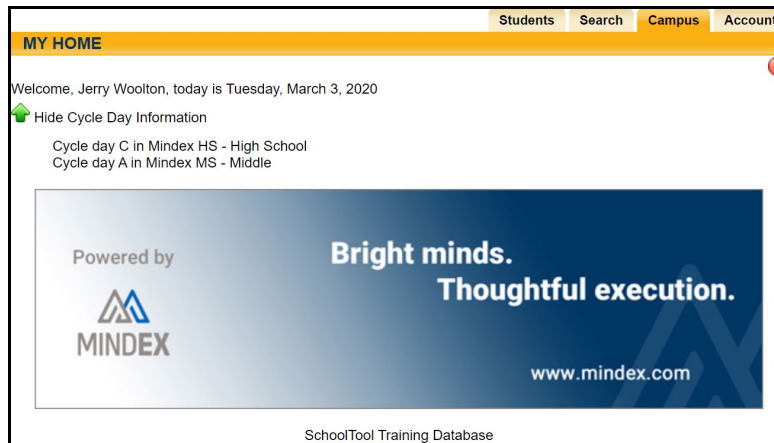 Students Search Campus Account
MY HOME
Welcome, Jerry Woolton, today is Tuesday, March 3, 2020
Hide Cycle Day Information
Cycle day C in Mindex HS - High School
Cycle day A in Mindex MS - Middle
Powered by
MINDEX
Bright minds.
Thoughtful execution.
www.mindex.com
SchoolTool Training Database